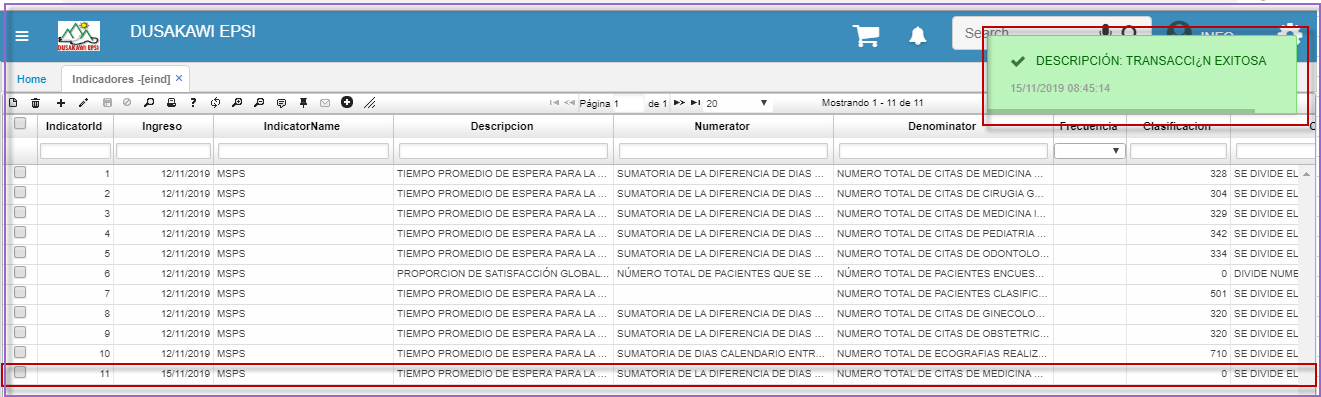 DUSAKAWI EPSI
DUSAKAWI EPSI
Search
DESCRIPCIÓN: TRANSACCI¿N EXITOSA
15/11/2019 08:45:14
Home Indicadores -[eind] ×
Página 1 de 1 20 Mostrando 1 - 11 de 11
IndicatorId Ingreso IndicatorName Descripcion Numerator Denominator Frecuencia Clasificacion
1 12/11/2019 MSPS TIEMPO PROMEDIO DE ESPERA PARA LA ... SUMATORIA DE LA DIFERENCIA DE DIAS ... NUMERO TOTAL DE CITAS DE MEDICINA ... 328 SE DIVIDE EL
2 12/11/2019 MSPS TIEMPO PROMEDIO DE ESPERA PARA LA ... SUMATORIA DE LA DIFERENCIA DE DIAS ... NUMERO TOTAL DE CITAS DE CIRUGIA G... 304 SE DIVIDE EL
3 12/11/2019 MSPS TIEMPO PROMEDIO DE ESPERA PARA LA ... SUMATORIA DE LA DIFERENCIA DE DIAS ... NUMERO TOTAL DE CITAS DE MEDICINA I... 329 SE DIVIDE EL
4 12/11/2019 MSPS TIEMPO PROMEDIO DE ESPERA PARA LA ... SUMATORIA DE LA DIFERENCIA DE DIAS ... NUMERO TOTAL DE CITAS DE PEDIATRIA ... 342 SE DIVIDE EL
5 12/11/2019 MSPS TIEMPO PROMEDIO DE ESPERA PARA LA ... SUMATORIA DE LA DIFERENCIA DE DIAS ... NUMERO TOTAL DE CITAS DE ODONTOLO... 334 SE DIVIDE EL
6 12/11/2019 MSPS PROPORCION DE SATISFACCIÓN GLOBAL... NÚMERO TOTAL DE PACIENTES QUE SE ... NÚMERO TOTAL DE PACIENTES ENCUES... 0 DIVIDE NUME
7 12/11/2019 MSPS TIEMPO PROMEDIO DE ESPERA PARA LA ... NUMERO TOTAL DE PACIENTES CLASIFIC... 501 SE DIVIDE EL
8 12/11/2019 MSPS TIEMPO PROMEDIO DE ESPERA PARA LA ... SUMATORIA DE LA DIFERENCIA DE DIAS ... NUMERO TOTAL DE CITAS DE GINECOLO... 320 SE DIVIDE EL
9 12/11/2019 MSPS TIEMPO PROMEDIO DE ESPERA PARA LA ... SUMATORIA DE LA DIFERENCIA DE DIAS ... NUMERO TOTAL DE CITAS DE OBSTETRIC... 320 SE DIVIDE EL
10 12/11/2019 MSPS TIEMPO PROMEDIO DE ESPERA PARA LA ... SUMATORIA DE DIAS CALENDARIO ENTR... NUMERO TOTAL DE ECOGRAFIAS REALIZ... 710 SE DIVIDE EL
11 15/11/2019 MSPS TIEMPO PROMEDIO DE ESPERA PARA LA ... SUMATORIA DE LA DIFERENCIA DE DIAS ... NUMERO TOTAL DE CITAS DE MEDICINA ... 0 SE DIVIDE EL